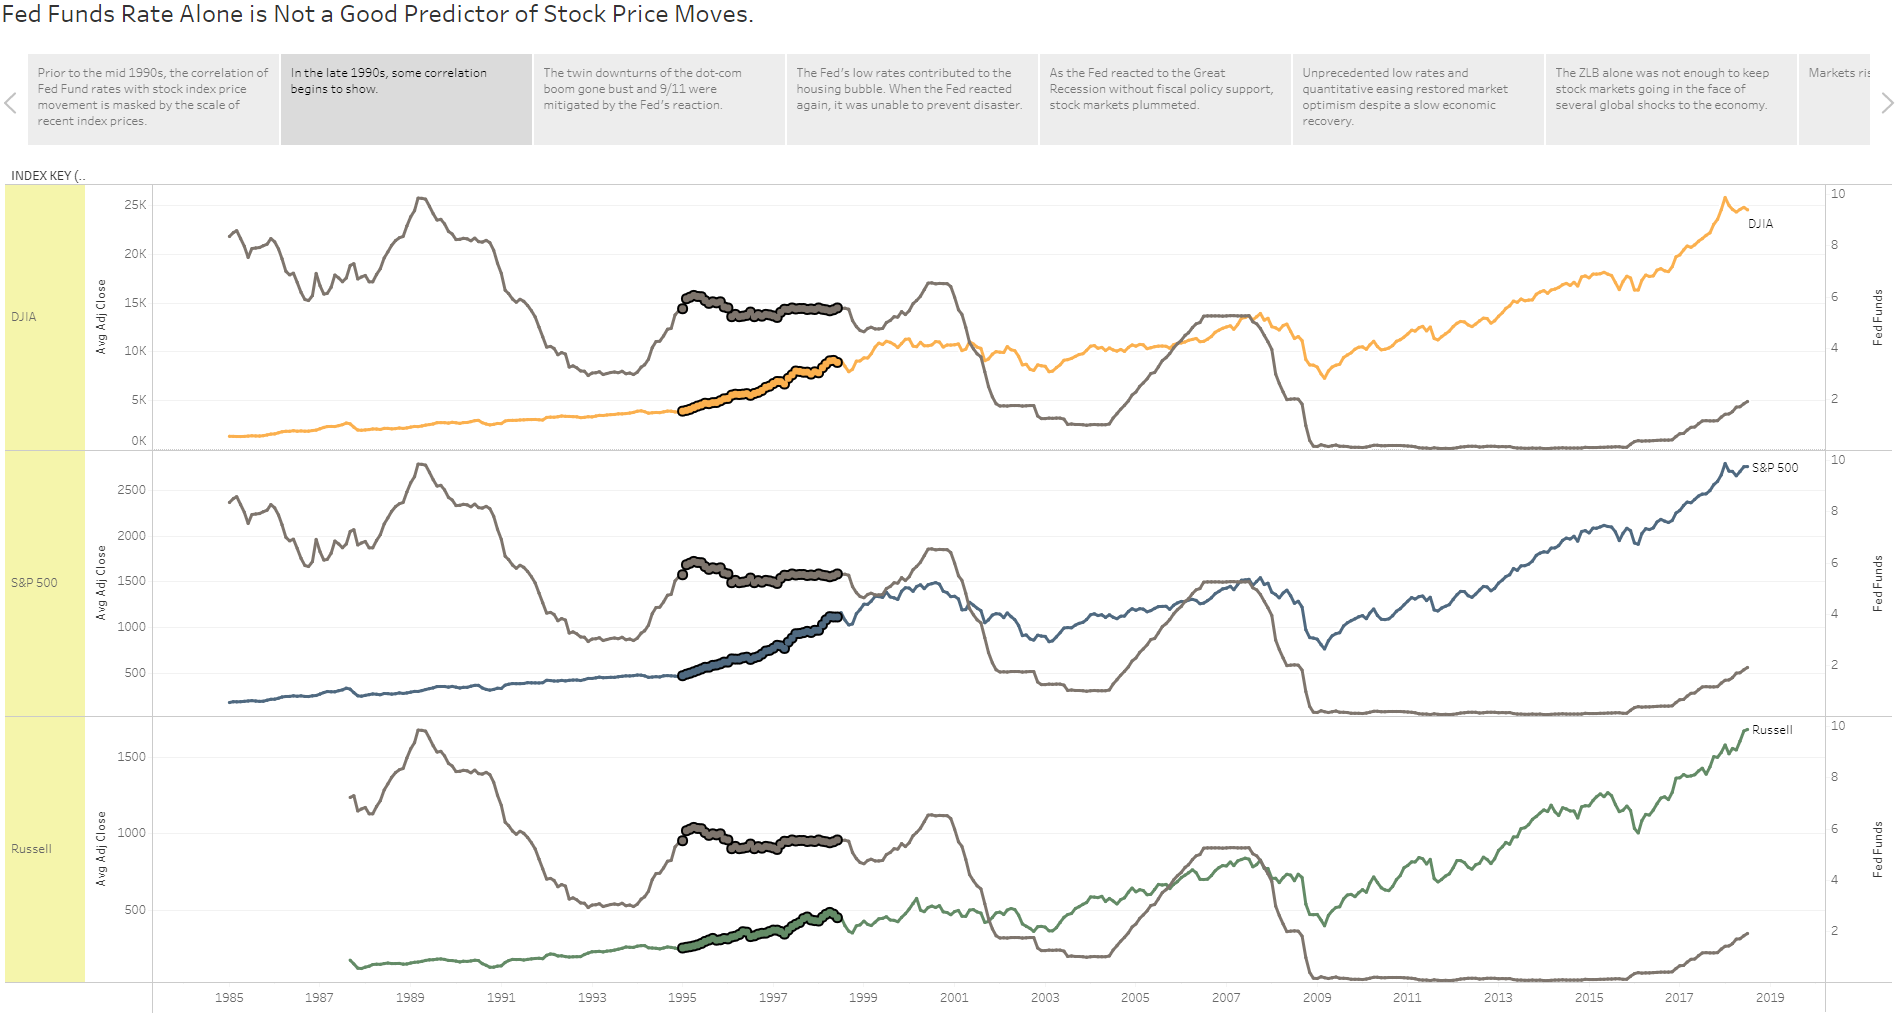 Fed Funds Rate Alone is Not a Good Predictor of Stock Price Moves.
Prior to the mid 1990s, the correlation of
Fed Fund rates with stock index price
movement is masked by the scale of
recent index prices.
In the late 1990s, some correlation
begins to show.
The twin downturns of the dot-com
boom gone bust and 9/11 were
mitigated by the Fed's reaction.
The Fed's low rates contributed to the
housing bubble. When the Fed reacted
again, it was unable to prevent disaster.
As the Fed reacted to the Great
Recession without fiscal policy support,
stock markets plummeted.
Unprecedented low rates and
quantitative easing restored market
optimism despite a slow economic
recovery.
The ZLB alone was not enough to keep
stock markets going in the face of
several global shocks to the economy.
Markets ris
INDEX KEY (..
DJIA
Avg Adj Close
25K
20K
15K
10K
5K
0K
DJIA
10
8
6
4
2
Fed Funds
S&P 500
Avg Adj Close
2500
2000
1500
1000
500
S&P 500
10
8
6
4
2
Fed Funds
Russell
Avg Adj Close
1500
1000
500
Russell
10
8
6
4
2
Fed Funds
1985 1987 1989 1991 1993 1995 1997 1999 2001 2003 2005 2007 2009 2011 2013 2015 2017 2019